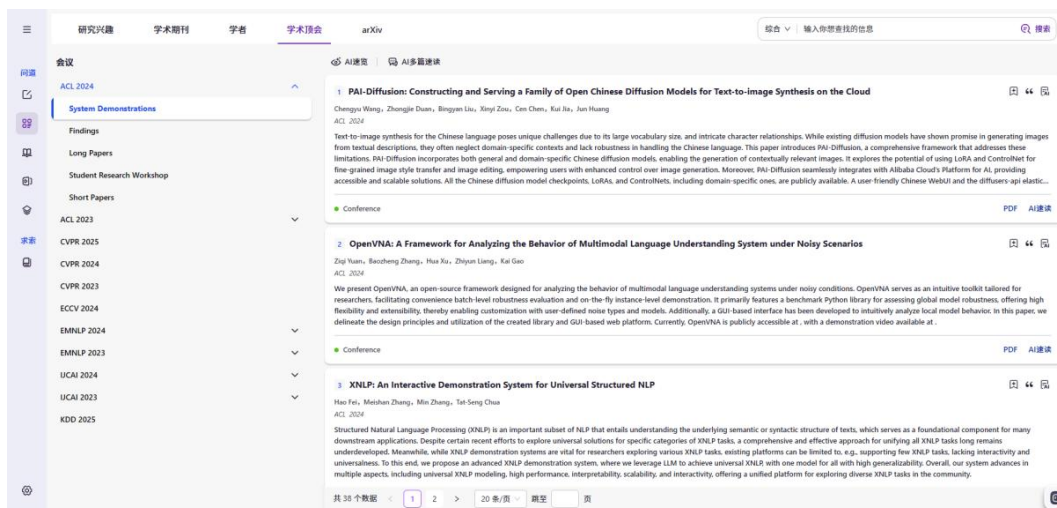 研究兴趣 学术期刊 学者 学术顶会 arXiv 综合 输入你想查找的信息 搜索
问道
求索
会议
ACL 2024
System Demonstrations
Findings
Long Papers
Student Research Workshop
Short Papers
ACL 2023
CVPR 2025
CVPR 2024
CVPR 2023
ECCV 2024
EMNLP 2024
EMNLP 2023
IJCAI 2024
IJCAI 2023
KDD 2025
AI速览 AI多篇速读
1 PAI-Diffusion: Constructing and Serving a Family of Open Chinese Diffusion Models for Text-to-image Synthesis on the Cloud
Chengyu Wang, Zhongjie Duan, Bingyan Liu, Xinyi Zou, Cen Chen, Kui Jia, Jun Huang
ACL 2024
Text-to-image synthesis for the Chinese language poses unique challenges due to its large vocabulary size, and intricate character relationships. While existing diffusion models have shown promise in generating images
from textual descriptions, they often neglect domain-specific contexts and lack robustness in handling the Chinese language. This paper introduces PAI-Diffusion, a comprehensive framework that addresses these
limitations. PAI-Diffusion incorporates both general and domain-specific Chinese diffusion models, enabling the generation of contextually relevant images. It explores the potential of using LoRA and ControlNet for
fine-grained image style transfer and image editing, empowering users with enhanced control over image generation. Moreover, PAI-Diffusion seamlessly integrates with Alibaba Cloud's Platform for AI, providing
accessible and scalable solutions. All the Chinese diffusion model checkpoints, LoRAs, and ControlNets, including domain-specific ones, are publicly available. A user-friendly Chinese WebUI and the diffusers-api elastic...
Conference PDF AI速读
2 OpenVNA: A Framework for Analyzing the Behavior of Multimodal Language Understanding System under Noisy Scenarios
Ziqi Yuan, Baozheng Zhang, Hua Xu, Zhiyun Liang, Kai Gao
ACL 2024
We present OpenVNA, an open-source framework designed for analyzing the behavior of multimodal language understanding systems under noisy conditions. OpenVNA serves as an intuitive toolkit tailored for
researchers, facilitating convenience batch-level robustness evaluation and on-the-fly instance-level demonstration. It primarily features a benchmark Python library for assessing global model robustness, offering high
flexibility and extensibility, thereby enabling customization with user-defined noise types and models. Additionally, a GUI-based interface has been developed to intuitively analyze local model behavior. In this paper, we
delineate the design principles and utilization of the created library and GUI-based web platform. Currently, OpenVNA is publicly accessible at , with a demonstration video available at .
Conference PDF AI速读
3 XNLP: An Interactive Demonstration System for Universal Structured NLP
Hao Fei, Meishan Zhang, Min Zhang, Tat-Seng Chua
ACL 2024
Structured Natural Language Processing (XNLP) is an important subset of NLP that entails understanding the underlying semantic or syntactic structure of texts, which serves as a foundational component for many
downstream applications. Despite certain recent efforts to explore universal solutions for specific categories of XNLP tasks, a comprehensive and effective approach for unifying all XNLP tasks long remains
underdeveloped. Meanwhile, while XNLP demonstration systems are vital for researchers exploring various XNLP tasks, existing platforms can be limited to, e.g., supporting few XNLP tasks, lacking interactivity and
universalness. To this end, we propose an advanced XNLP demonstration system, where we leverage LLM to achieve universal XNLP, with one model for all with high generalizability. Overall, our system advances in
multiple aspects, including universal XNLP modeling, high performance, interpretability, scalability, and interactivity, offering a unified platform for exploring diverse XNLP tasks in the community.
共 38 个数据 < 1 2 > 20 条/页 跳至 页